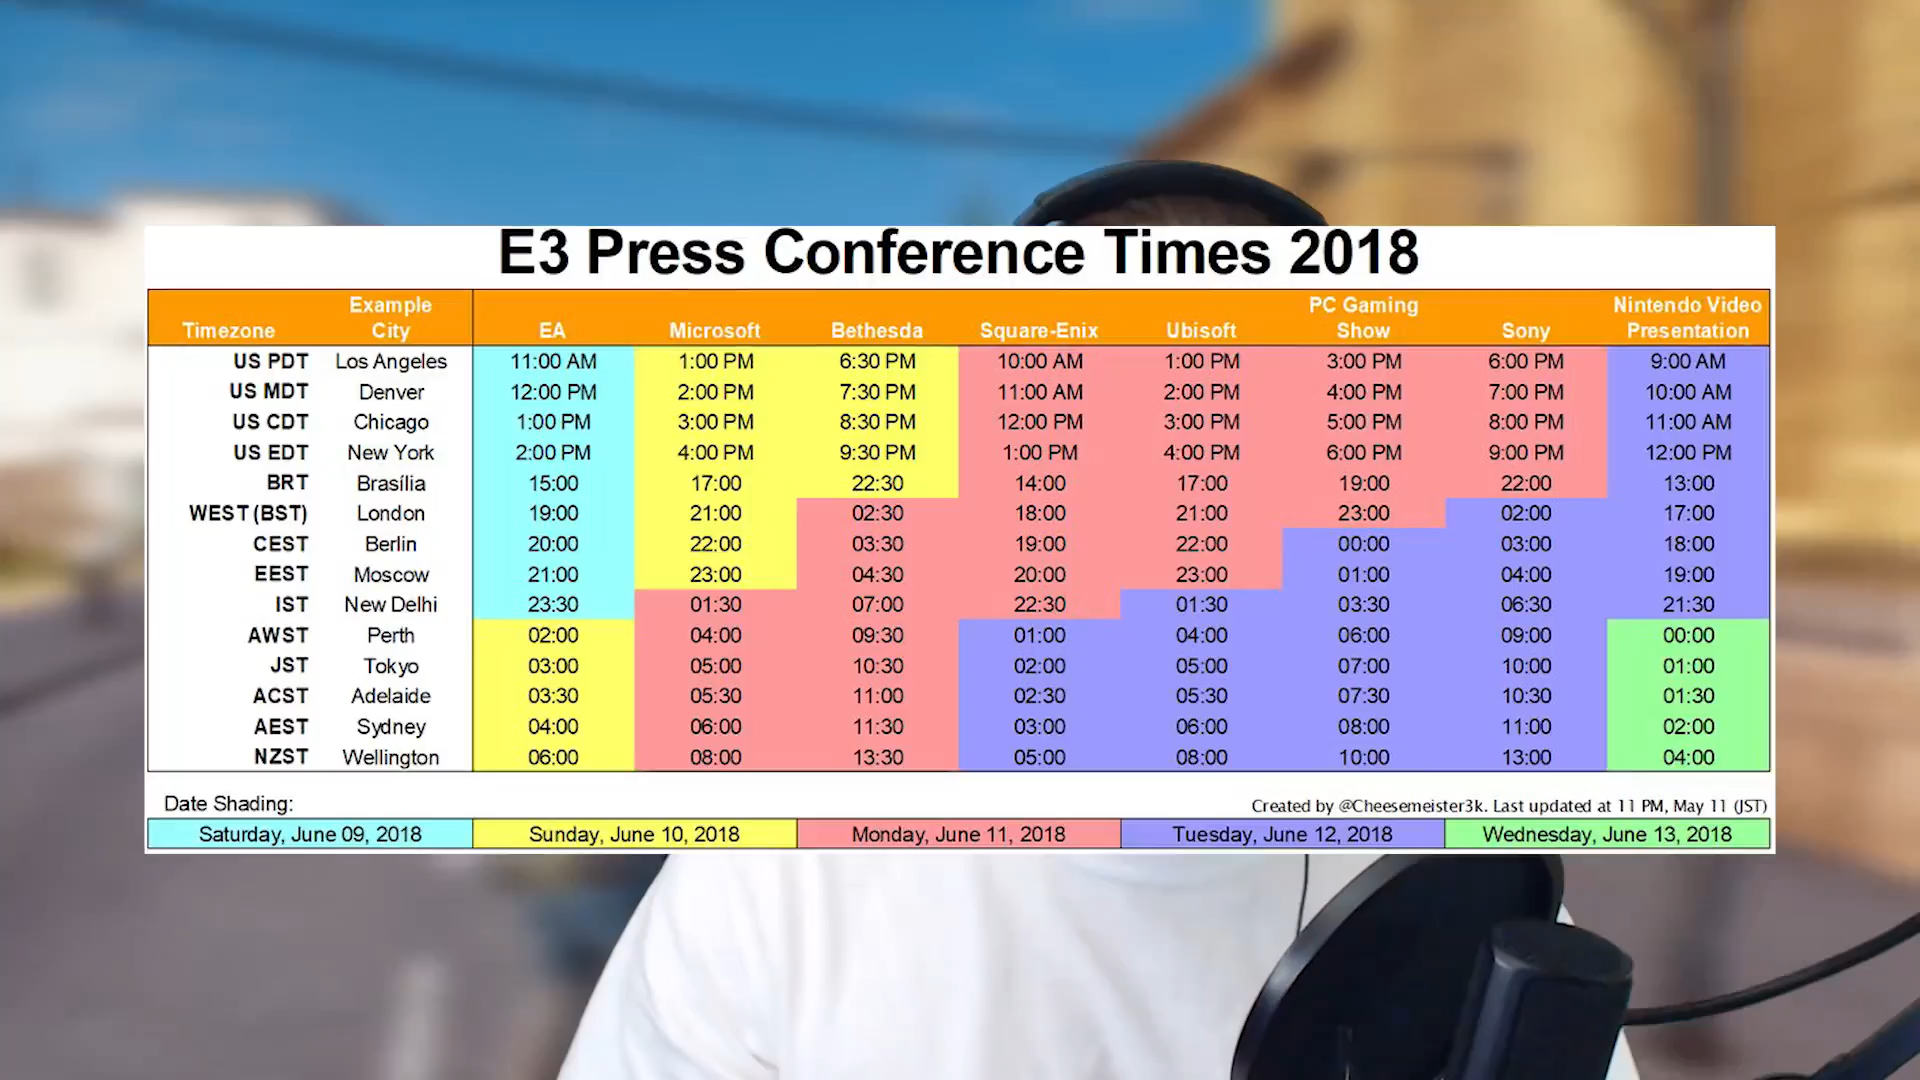 E3 Press Conference Times 2018
Timezone Example City EA Microsoft Bethesda Square-Enix Ubisoft PC Gaming Show Sony Nintendo Video Presentation
US PDT Los Angeles 11:00 AM 1:00 PM 6:30 PM 10:00 AM 1:00 PM 3:00 PM 6:00 PM 9:00 AM
US MDT Denver 12:00 PM 2:00 PM 7:30 PM 11:00 AM 2:00 PM 4:00 PM 7:00 PM 10:00 AM
US CDT Chicago 1:00 PM 3:00 PM 8:30 PM 12:00 PM 3:00 PM 5:00 PM 8:00 PM 11:00 AM
US EDT New York 2:00 PM 4:00 PM 9:30 PM 1:00 PM 4:00 PM 6:00 PM 9:00 PM 12:00 PM
BRT Brasília 15:00 17:00 22:30 14:00 17:00 19:00 22:00 13:00
WEST (BST) London 19:00 21:00 02:30 18:00 21:00 23:00 02:00 17:00
CEST Berlin 20:00 22:00 03:30 19:00 22:00 00:00 03:00 18:00
EEST Moscow 21:00 23:00 04:30 20:00 23:00 01:00 04:00 19:00
IST New Delhi 23:30 01:30 07:00 22:30 01:30 03:30 06:30 21:30
AWST Perth 02:00 04:00 09:30 01:00 04:00 06:00 09:00 00:00
JST Tokyo 03:00 05:00 10:30 02:00 05:00 07:00 10:00 01:00
ACST Adelaide 03:30 05:30 11:00 02:30 05:30 07:30 10:30 01:30
AEST Sydney 04:00 06:00 11:30 03:00 06:00 08:00 11:00 02:00
NZST Wellington 06:00 08:00 13:30 05:00 08:00 10:00 13:00 04:00
Date Shading: Created by @Cheesemeister3k. Last updated at 11 PM, May 11 (JST)
Saturday, June 09, 2018 Sunday, June 10, 2018 Monday, June 11, 2018 Tuesday, June 12, 2018 Wednesday, June 13, 2018